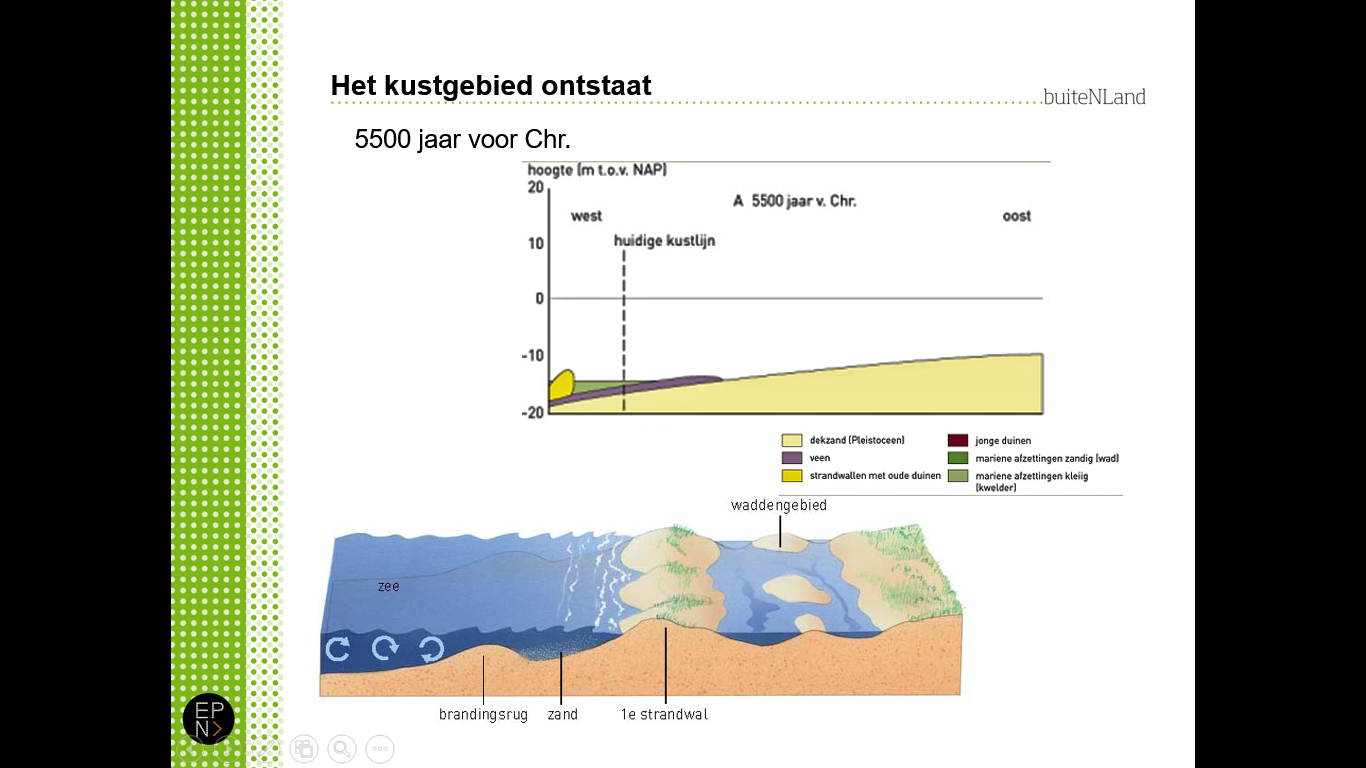 Het kustgebied ontstaat
buiteNLand
5500 jaar voor Chr.
hoogte (m t.o.v. NAP)
20
A 5500 jaar v. Chr.
west
oost
huidige kustlijn
10
0
-10
-20
dekzand (Pleistoceen)
veen
strandwallen met oude duinen
jonge duinen
mariene afzettingen zandig (wad)
mariene afzettingen kleiig
(kwelder)
waddengebied
zee
brandingsrug
zand
1e strandwal
EP
N